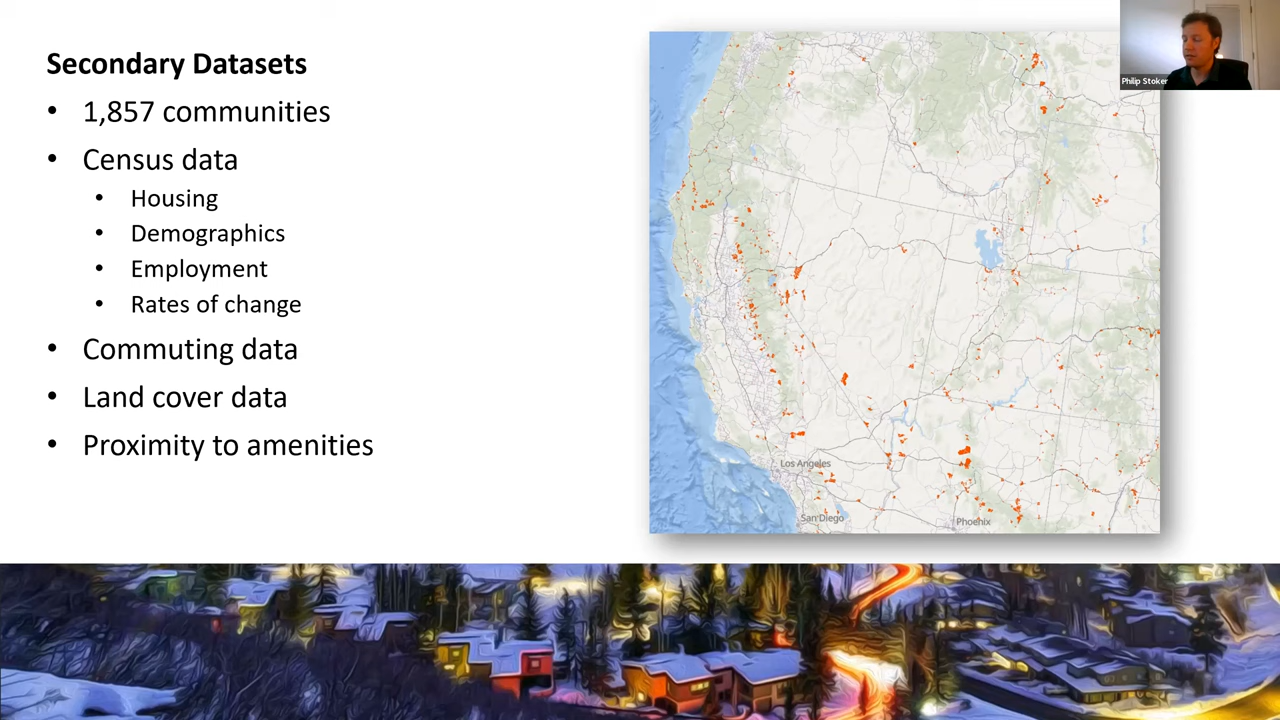 Secondary Datasets
• 1,857 communities
• Census data
• Housing
• Demographics
• Employment
• Rates of change
• Commuting data
• Land cover data
• Proximity to amenities
Los Angeles
San Diego
Phoenix
Philip Stoker